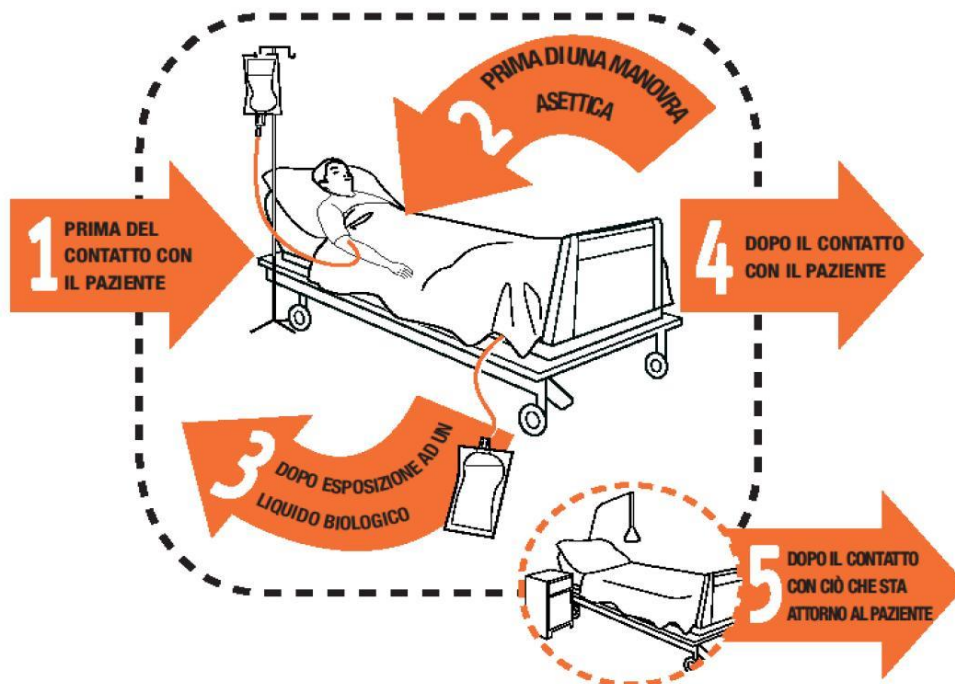 1
PRIMA DEL
CONTATTO CON
IL PAZIENTE
2
PRIMA DI UNA MANOVRA
ASETTICA
3
DOPO ESPOSIZIONE AD UN
LIQUIDO BIOLOGICO
4
DOPO IL CONTATTO
CON IL PAZIENTE
5
DOPO IL CONTATTO
CON CIÒ CHE STA
ATTORNO AL PAZIENTE